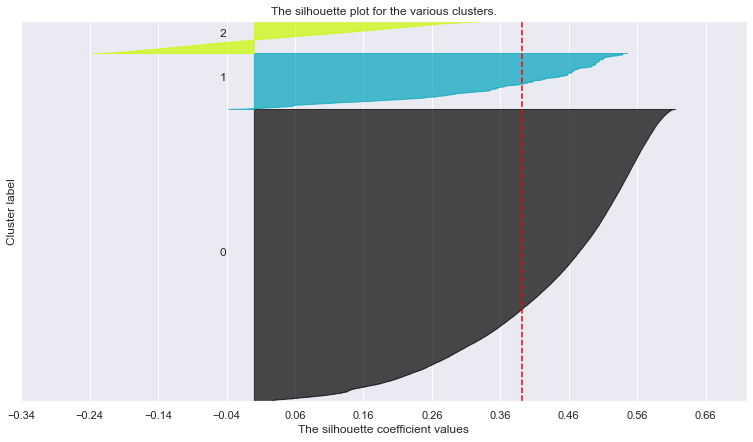 The silhouette plot for the various clusters.
2
1
0
Cluster label
−0.34 −0.24 −0.14 −0.04 0.06 0.16 0.26 0.36 0.46 0.56 0.66
The silhouette coefficient values